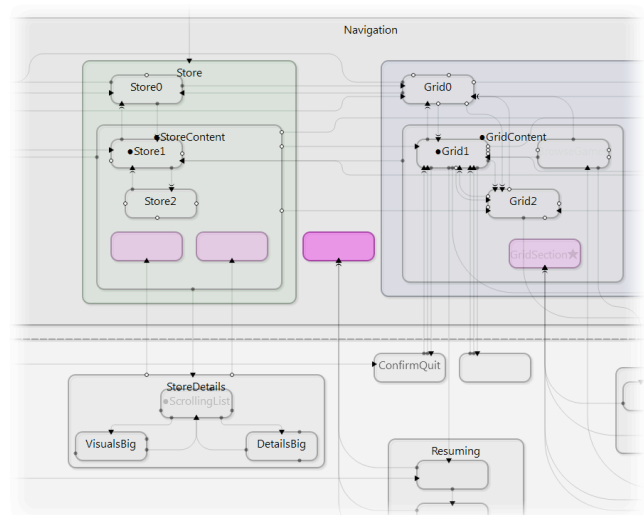 Navigation
Store
Store0
Grid0
StoreContent
GridContent
Store1
Grid1
Store2
Grid2
GridSection
ConfirmQuit
StoreDetails
ScrollingList
VisualsBig
DetailsBig
Resuming